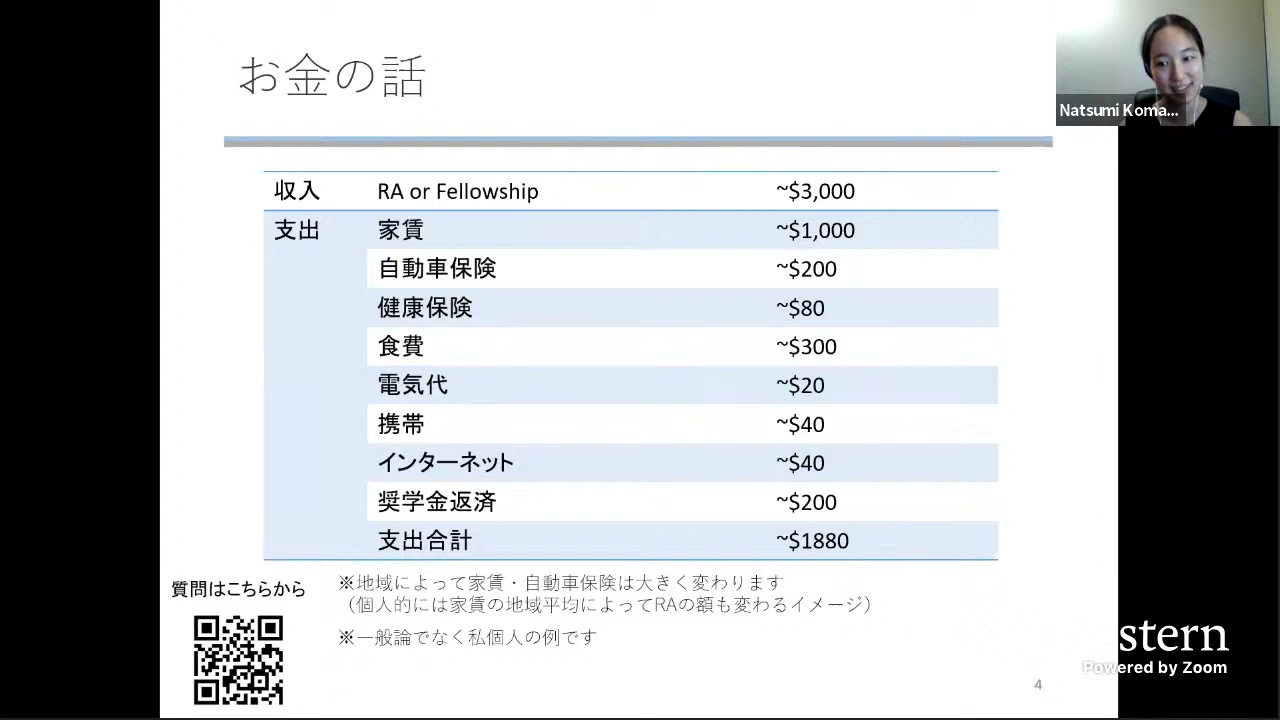 お金の話
Natsumi Koma...
収入 RA or Fellowship ~$3,000
支出 家賃 ~$1,000
自動車保険 ~$200
健康保険 ~$80
食費 ~$300
電気代 ~$20
携帯 ~$40
インターネット ~$40
奨学金返済 ~$200
支出合計 ~$1880
質問はこちらから
※地域によって家賃・自動車保険は大きく変わります
（個人的には家賃の地域平均によってRAの額も変わるイメージ）
※一般論でなく私個人の例です
stern
Powered by Zoom
4